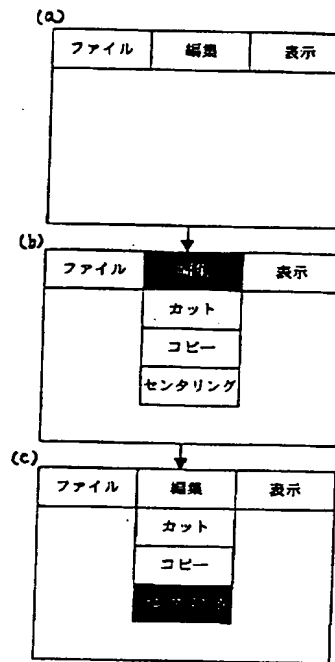 (a)
ファイル 編集 表示
(b)
ファイル 編集 表示
カット
コピー
センタリング
(c)
ファイル 編集 表示
カット
コピー